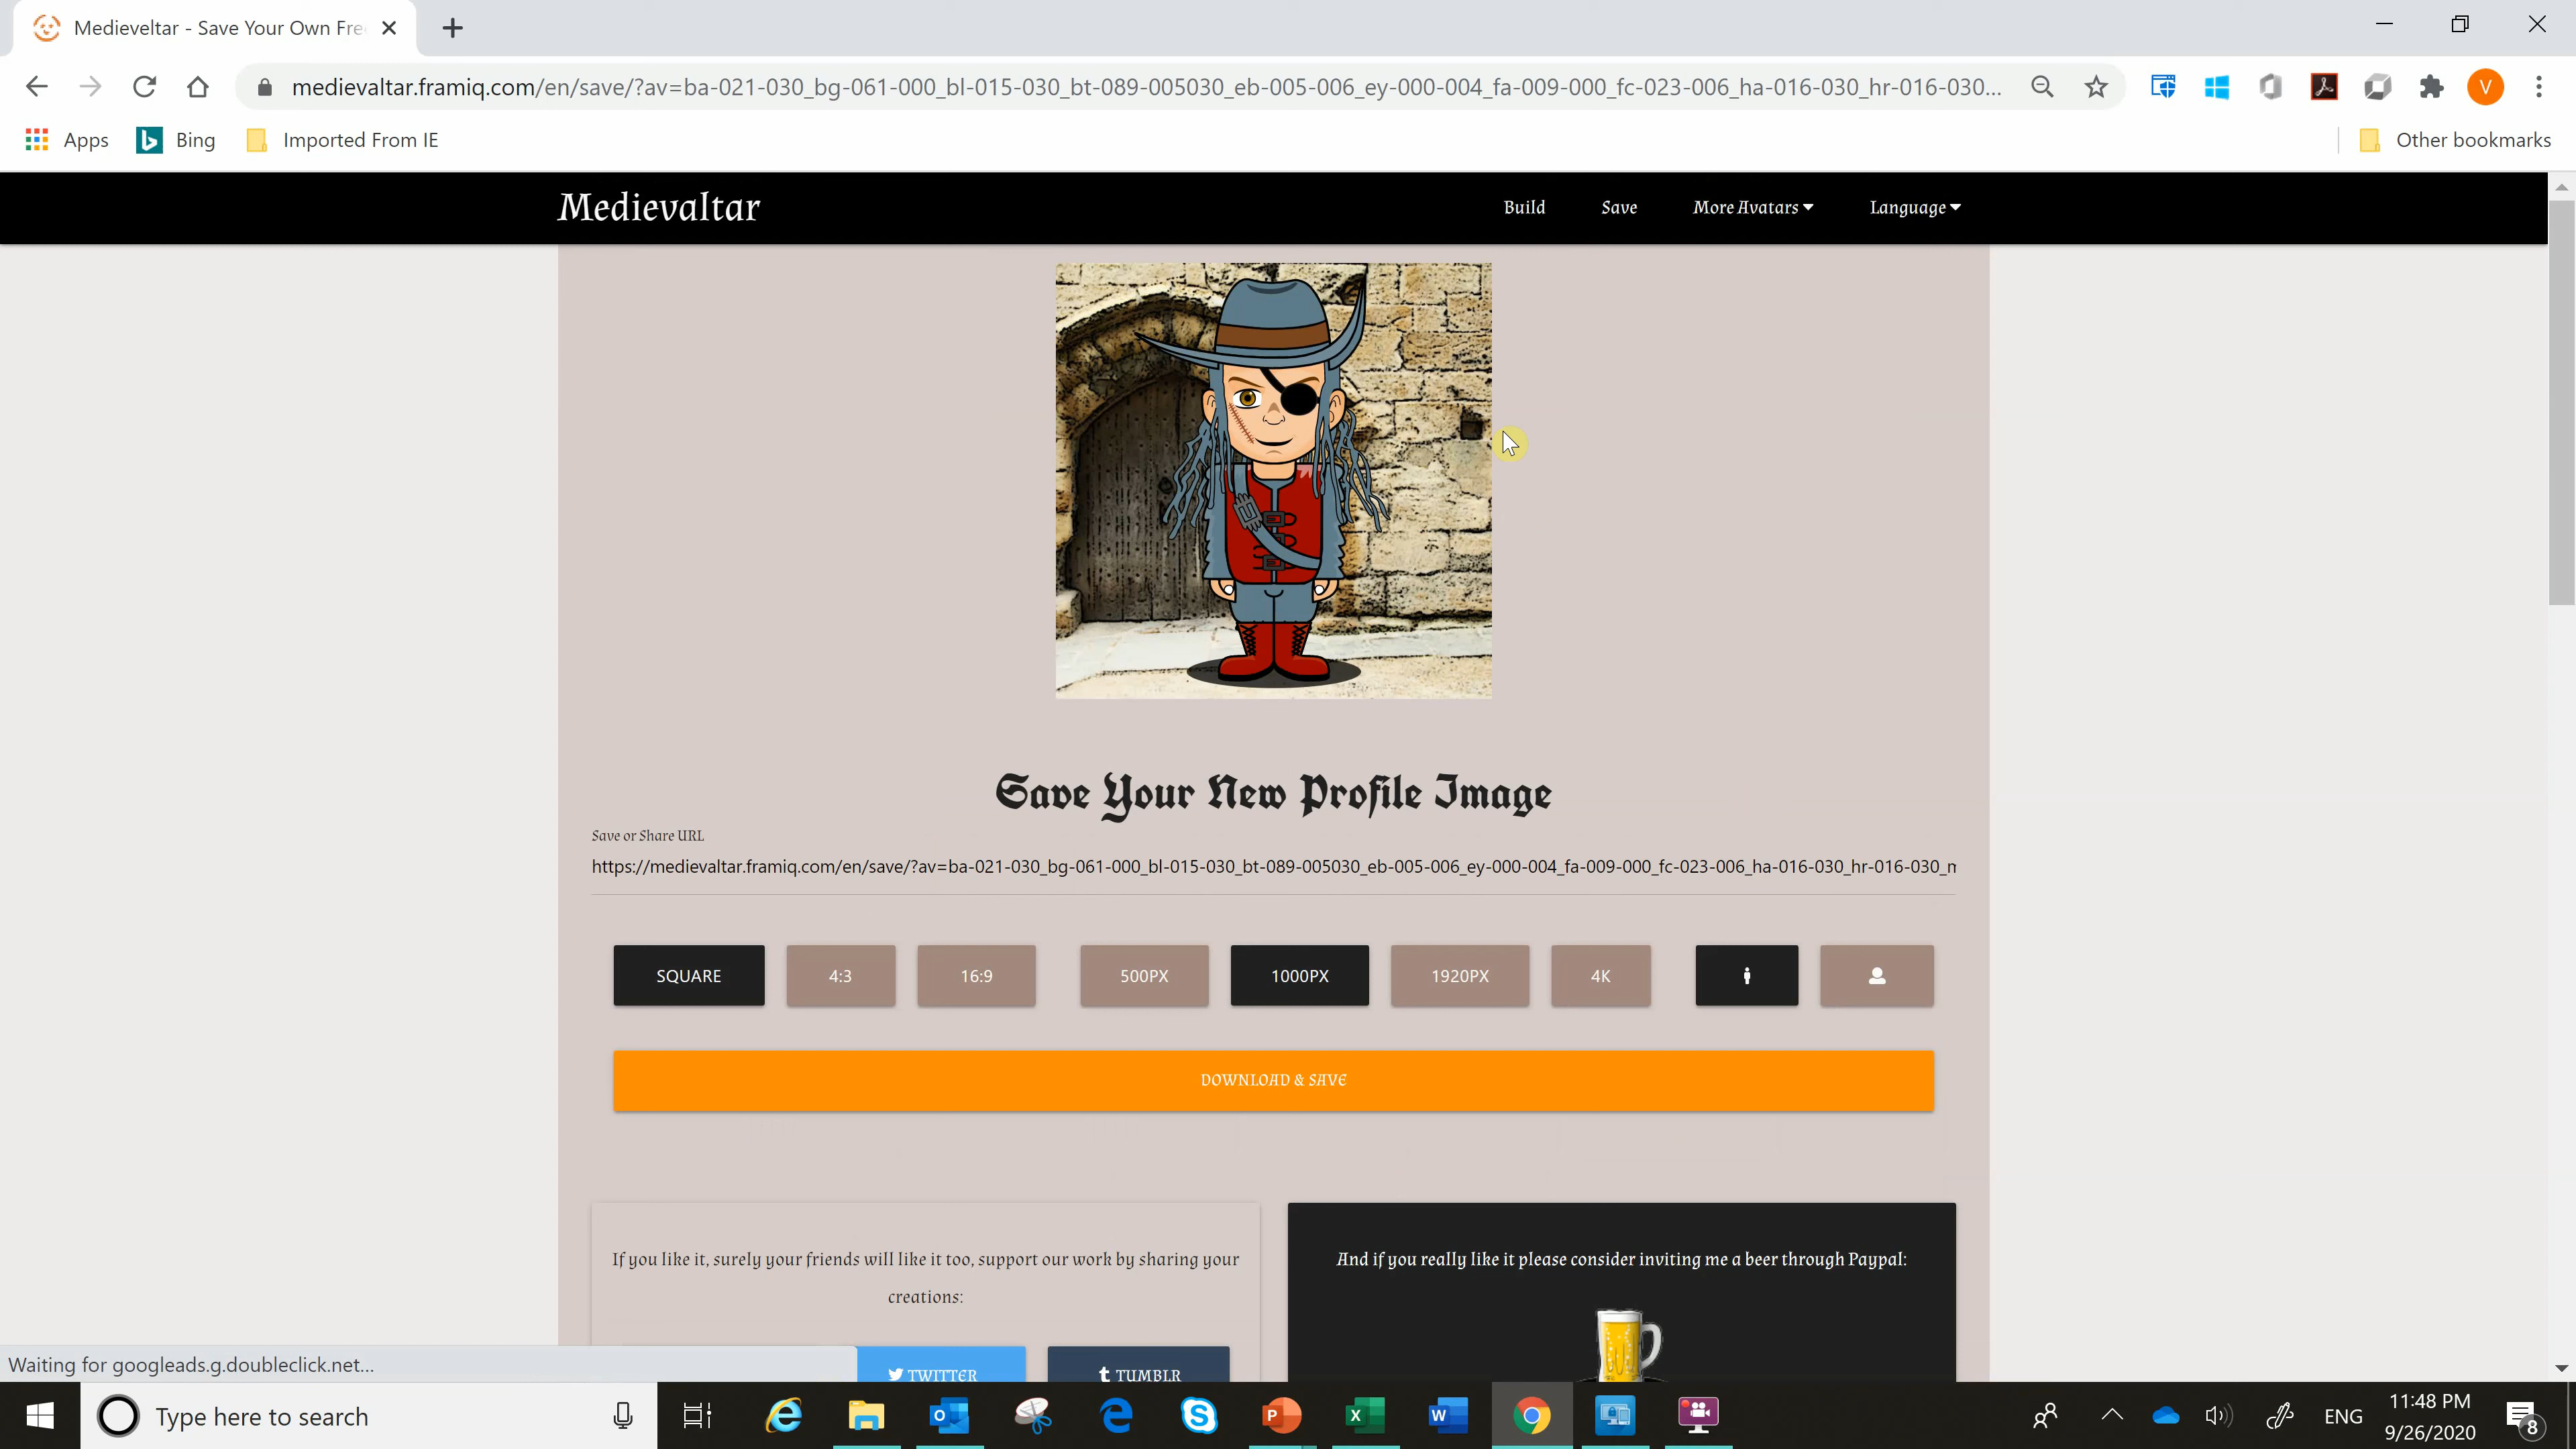 Medieveltar - Save Your Own Fre
medievaltar.framiq.com/en/save/?av=ba-021-030_bg-061-000_bl-015-030_bt-089-005030_eb-005-006_ey-000-004_fa-009-000_fc-023-006_ha-016-030_hr-016-030...
V
Apps
Bing
Imported From IE
Other bookmarks
Medievaltar
Build
Save
More Avatars
Language
Save Your New Profile Image
Save or Share URL
https://medievaltar.framiq.com/en/save/?av=ba-021-030_bg-061-000_bl-015-030_bt-089-005030_eb-005-006_ey-000-004_fa-009-000_fc-023-006_ha-016-030_hr-016-030_m
SQUARE
4:3
16:9
500PX
1000PX
1920PX
4K
DOWNLOAD & SAVE
If you like it, surely your friends will like it too, support our work by sharing your
creations:
TWITTER
TUMBLR
And if you really like it please consider inviting me a beer through Paypal:
Waiting for googleads.g.doubleclick.net...
Type here to search
ENG
11:48 PM
9/26/2020
8